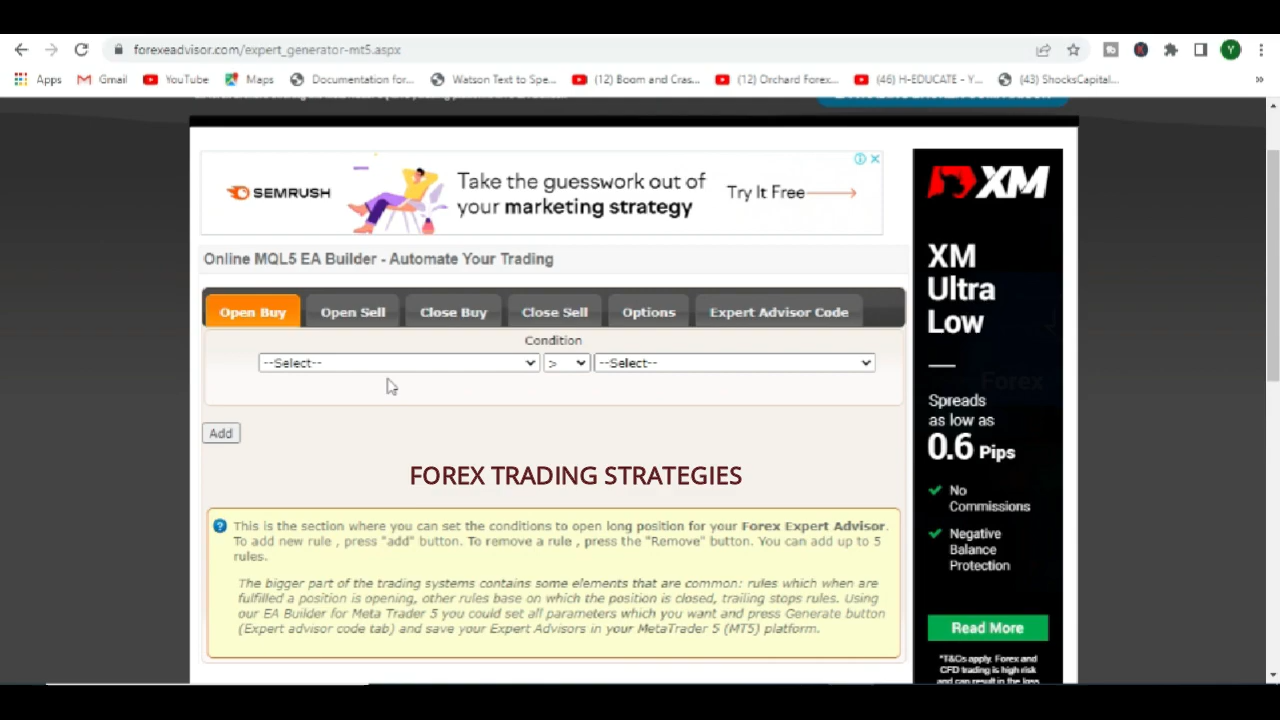 forexeadvisor.com/expert_generator-mt5.aspx
Y
Apps Gmail YouTube Maps Documentation for... Watson Text to Spe... (12) Boom and Cras... (12) Orchard Forex... (46) H-EDUCATE - Y... (43) ShocksCapital... »
SEMRUSH
Take the guesswork out of
your marketing strategy
Try It Free
XM
XM
Ultra
Low
Spreads
as low as
0.6 Pips
No
Commissions
Negative
Balance
Protection
Read More
*T&Cs apply. Forex and
CFD trading is high risk
and can result in the loss
Online MQL5 EA Builder - Automate Your Trading
Open Buy Open Sell Close Buy Close Sell Options Expert Advisor Code
Condition
--Select-- > --Select--
Add
FOREX TRADING STRATEGIES
This is the section where you can set the conditions to open long position for your Forex Expert Advisor.
To add new rule , press "add" button. To remove a rule , press the "Remove" button. You can add up to 5
rules.
The bigger part of the trading systems contains some elements that are common: rules which when are
fulfilled a position is opening, other rules base on which the position is closed, trailing stops rules. Using
our EA Builder for Meta Trader 5 you could set all parameters which you want and press Generate button
(Expert advisor code tab) and save your Expert Advisors in your MetaTrader 5 (MT5) platform.